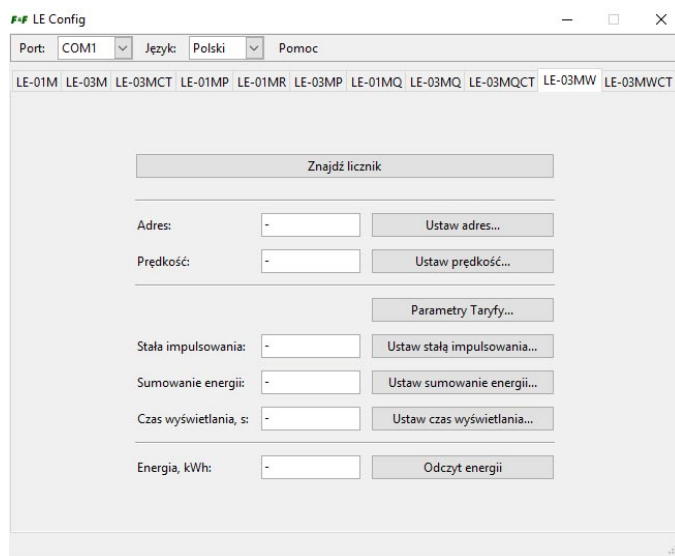 F&F LE Config
Port: COM1 Język: Polski Pomoc
LE-01M LE-03M LE-03MCT LE-01MP LE-01MR LE-03MP LE-01MQ LE-03MQ LE-03MQCT LE-03MW LE-03MWCT
Znajdź licznik
Adres: - Ustaw adres...
Prędkość: - Ustaw prędkość...
Parametry Taryfy...
Stała impulsowania: - Ustaw stałą impulsowania...
Sumowanie energii: - Ustaw sumowanie energii...
Czas wyświetlania, s: - Ustaw czas wyświetlania...
Energia, kWh: - Odczyt energii